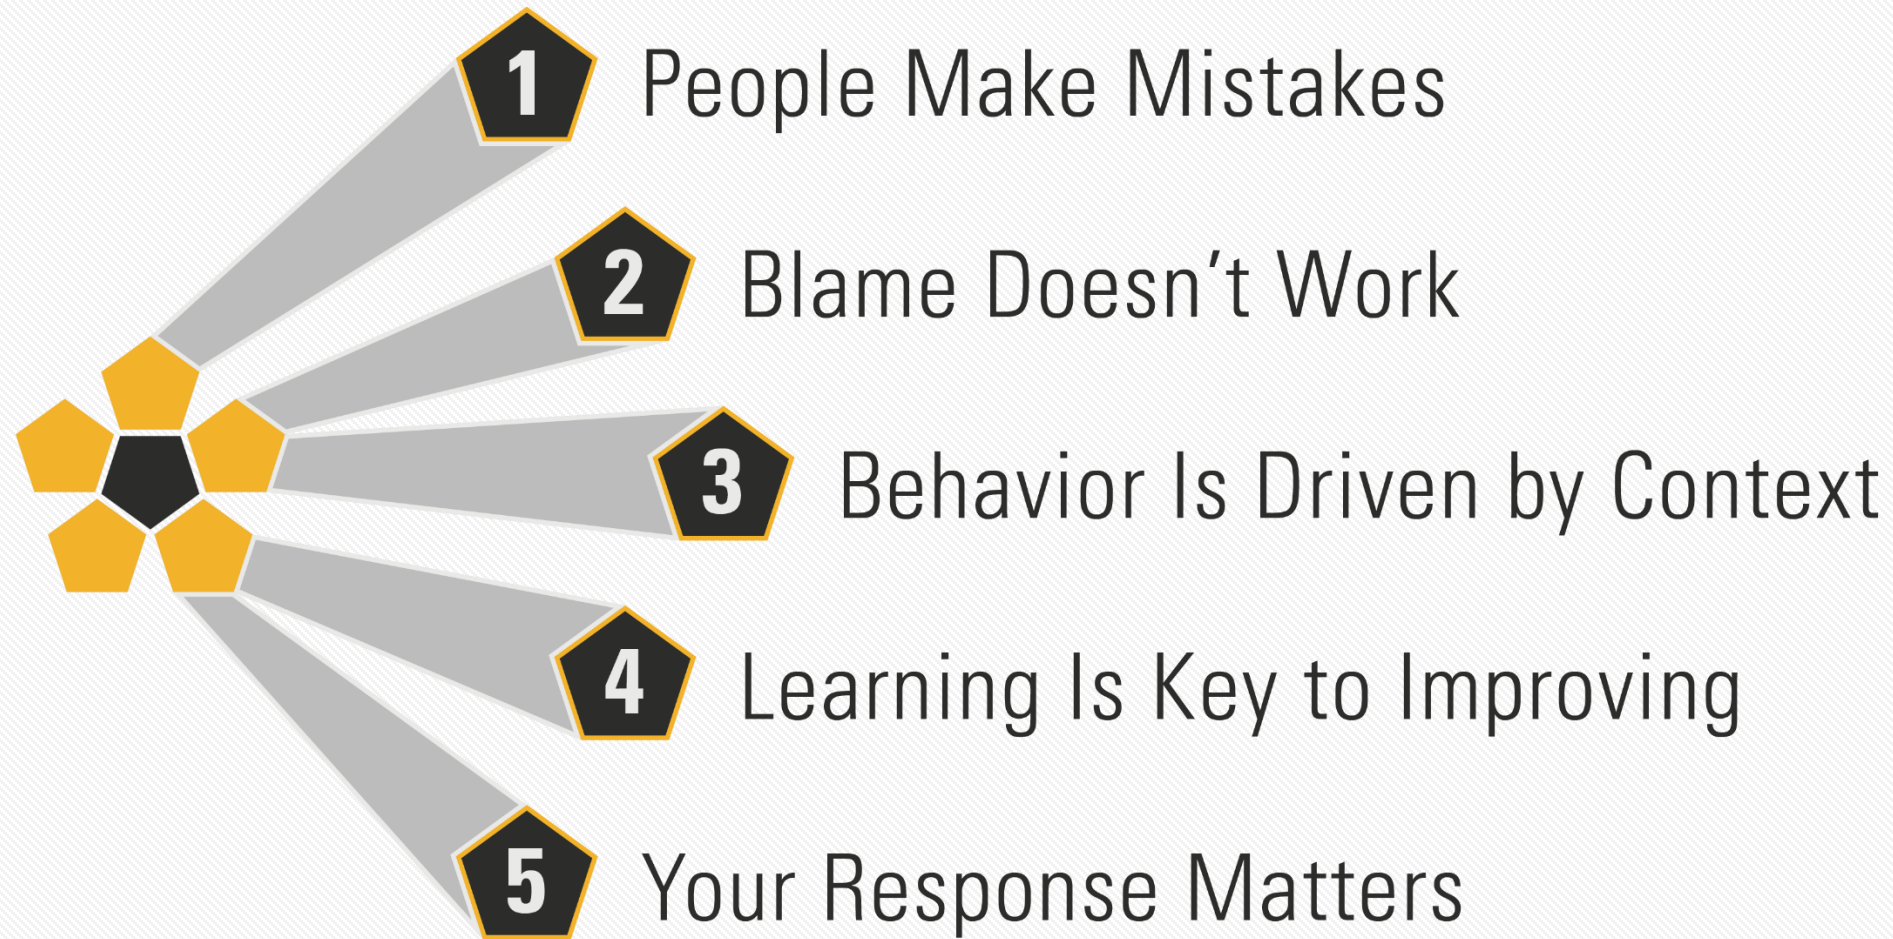 1 People Make Mistakes
2 Blame Doesn’t Work
3 Behavior Is Driven by Context
4 Learning Is Key to Improving
5 Your Response Matters